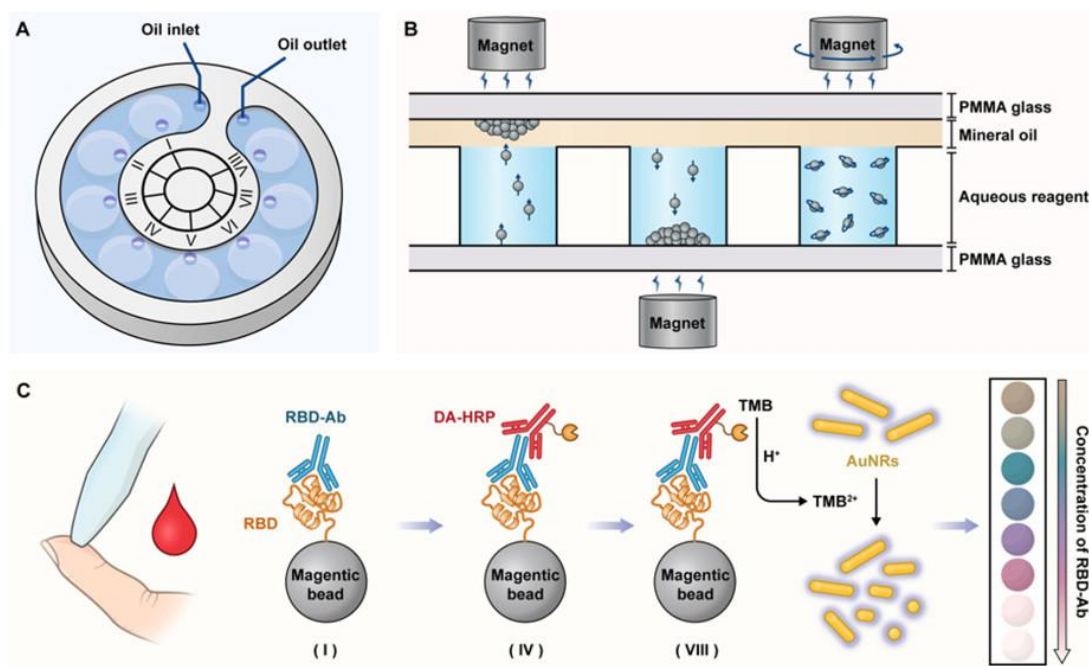 A
Oil inlet
Oil outlet
I
II
III
IV
V
VI
VII
VIII
B
Magnet
Magnet
PMMA glass
Mineral oil
Aqueous reagent
PMMA glass
Magnet
C
RBD-Ab
RBD
Magentic
bead
( I )
DA-HRP
Magentic
bead
( IV )
TMB
H⁺
TMB²⁺
Magentic
bead
( VIII )
AuNRs
Concentration of RBD-Ab